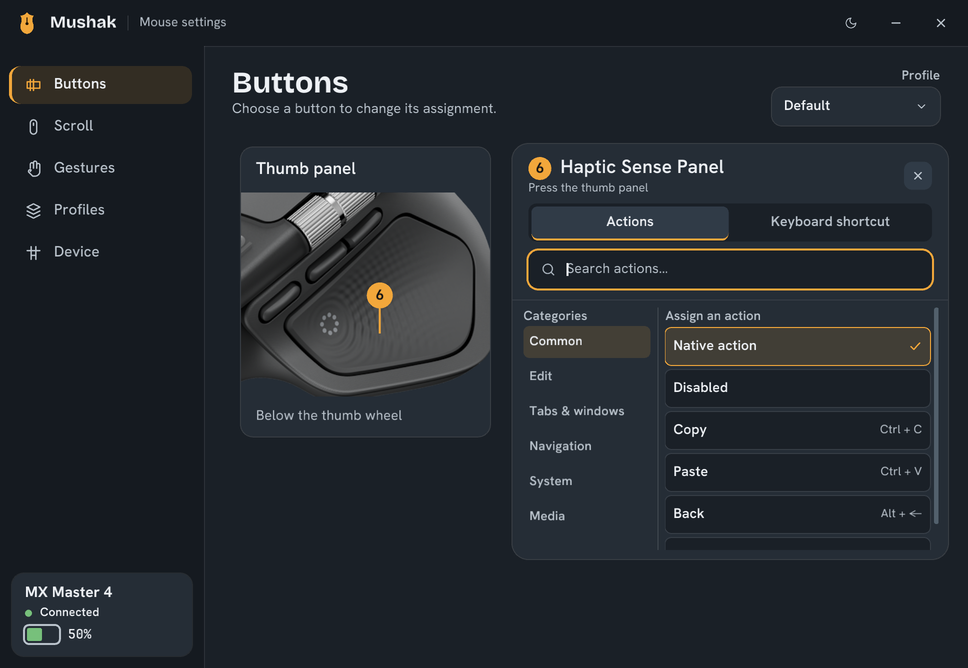 Mushak
Mouse settings
Buttons
Scroll
Gestures
Profiles
Device
MX Master 4
Connected
50%
Buttons
Choose a button to change its assignment.
Profile
Default
Thumb panel
6
Below the thumb wheel
6 Haptic Sense Panel
Press the thumb panel
Actions
Keyboard shortcut
Search actions...
Categories
Common
Edit
Tabs & windows
Navigation
System
Media
Assign an action
Native action
Disabled
Copy Ctrl + C
Paste Ctrl + V
Back Alt + ←